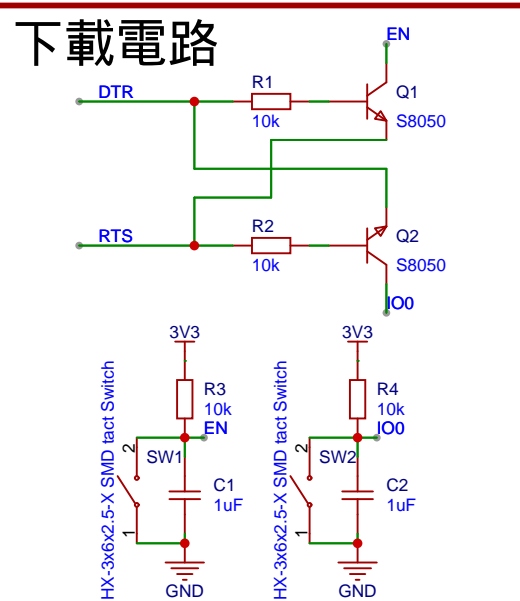 下載電路
EN
DTR
R1
10k
Q1
S8050
RTS
R2
10k
Q2
S8050
IO0
3V3
R3
10k
EN
HX-3x6x2.5-X SMD tact Switch
2
SW1
1
C1
1uF
GND
3V3
R4
10k
IO0
HX-3x6x2.5-X SMD tact Switch
2
SW2
1
C2
1uF
GND